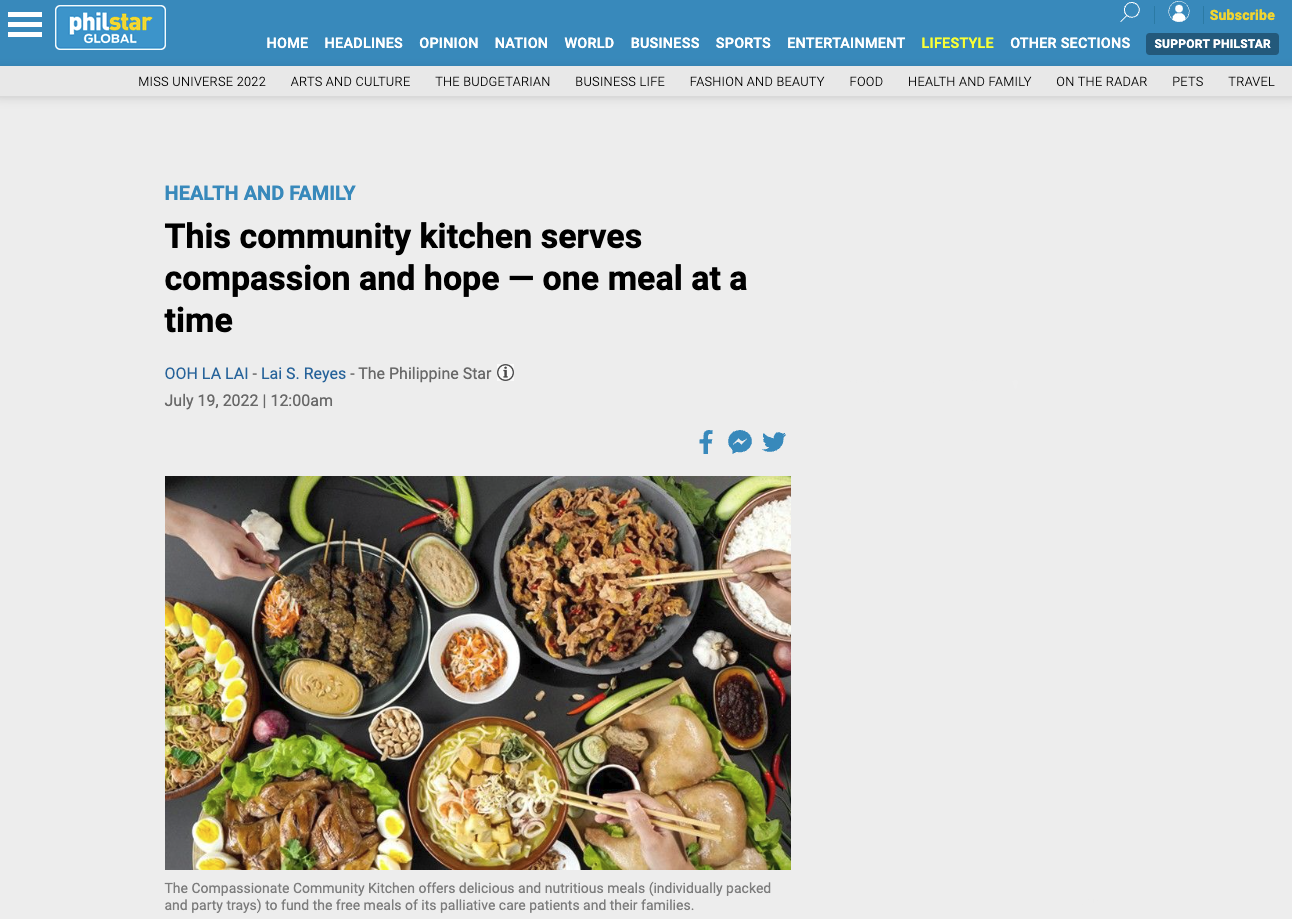 philstar
GLOBAL
Subscribe
HOME HEADLINES OPINION NATION WORLD BUSINESS SPORTS ENTERTAINMENT LIFESTYLE OTHER SECTIONS SUPPORT PHILSTAR
MISS UNIVERSE 2022 ARTS AND CULTURE THE BUDGETARIAN BUSINESS LIFE FASHION AND BEAUTY FOOD HEALTH AND FAMILY ON THE RADAR PETS TRAVEL
HEALTH AND FAMILY
This community kitchen serves
compassion and hope — one meal at a
time
OOH LA LAI - Lai S. Reyes - The Philippine Star
July 19, 2022 | 12:00am
The Compassionate Community Kitchen offers delicious and nutritious meals (individually packed
and party trays) to fund the free meals of its palliative care patients and their families.